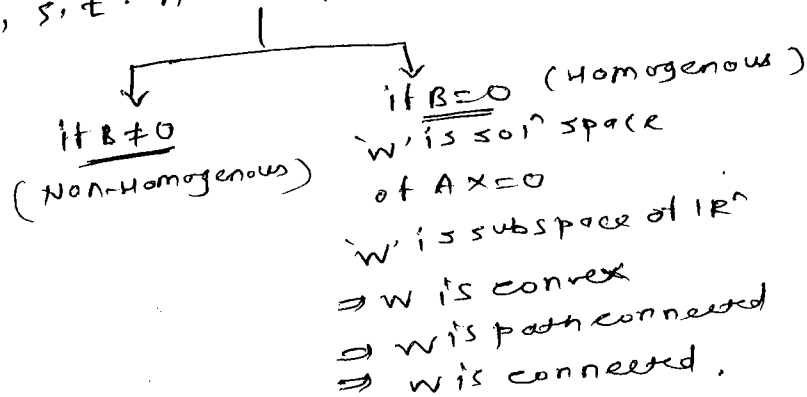 , s.t.
if B ≠ 0
(Non-Homogenous)
if B=0 (Homogenous)
'W' is solⁿ space
of AX=0
'W' is subspace of IRⁿ
⇒ W is convex
⇒ W is path connected
⇒ W is connected.